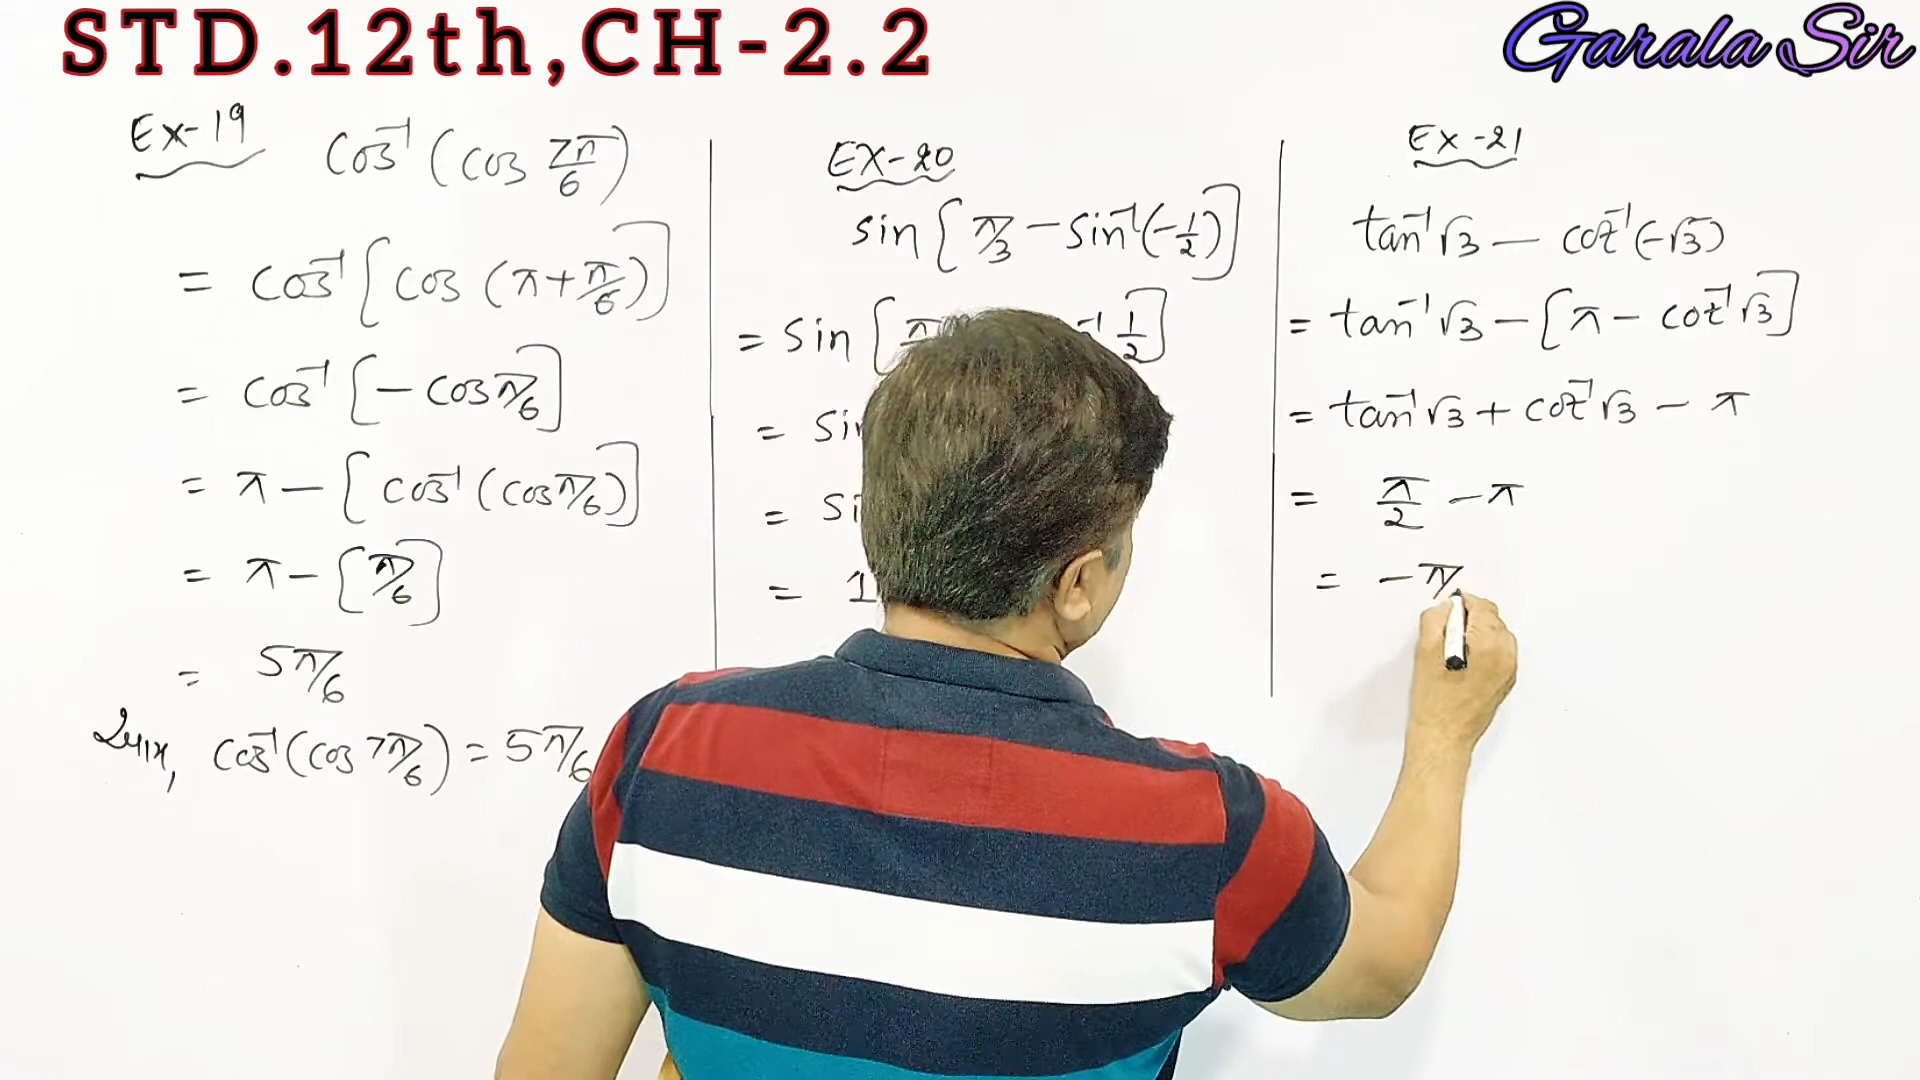 STD.12th,CH-2.2
Garala Sir
Ex-19
cos⁻¹(cos 7π/6)
= cos⁻¹[cos (π+π/6)]
= cos⁻¹[-cos π/6]
= π - [cos⁻¹(cos π/6)]
= π - [π/6]
= 5π/6
cos⁻¹(cos 7π/6) = 5π/6
EX-20
sin[π/3 - sin⁻¹(-1/2)]
= sin [ 1/2]
=
=
= 1
EX-21
tan⁻¹√3 - cot⁻¹(-√3)
= tan⁻¹√3 - [π - cot⁻¹√3]
= tan⁻¹√3 + cot⁻¹√3 - π
= π/2 - π
= -π/